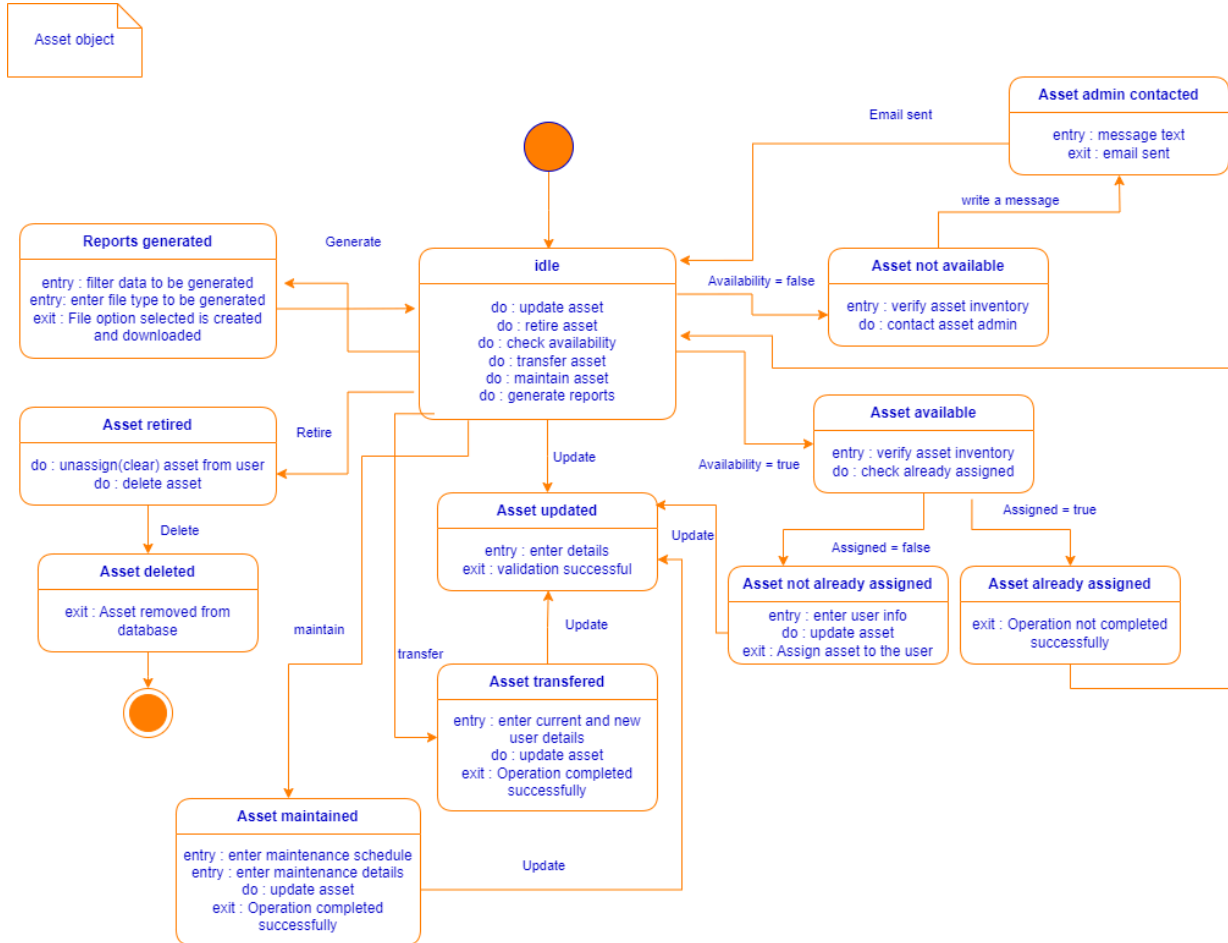 Asset object
Asset admin contacted
entry : message text
exit : email sent
Email sent
write a message
Reports generated
entry : filter data to be generated
entry: enter file type to be generated
exit : File option selected is created
and downloaded
Generate
idle
do : update asset
do : retire asset
do : check availability
do : transfer asset
do : maintain asset
do : generate reports
Availability = false
Asset not available
entry : verify asset inventory
do : contact asset admin
Asset retired
do : unassign(clear) asset from user
do : delete asset
Retire
Update
Availability = true
Asset available
entry : verify asset inventory
do : check already assigned
Delete
Asset updated
entry : enter details
exit : validation successful
Update
Assigned = false
Assigned = true
Asset deleted
exit : Asset removed from
database
Asset not already assigned
entry : enter user info
do : update asset
exit : Assign asset to the user
Asset already assigned
exit : Operation not completed
successfully
maintain
transfer
Update
Asset transfered
entry : enter current and new
user details
do : update asset
exit : Operation completed
successfully
Asset maintained
entry : enter maintenance schedule
entry : enter maintenance details
do : update asset
exit : Operation completed
successfully
Update